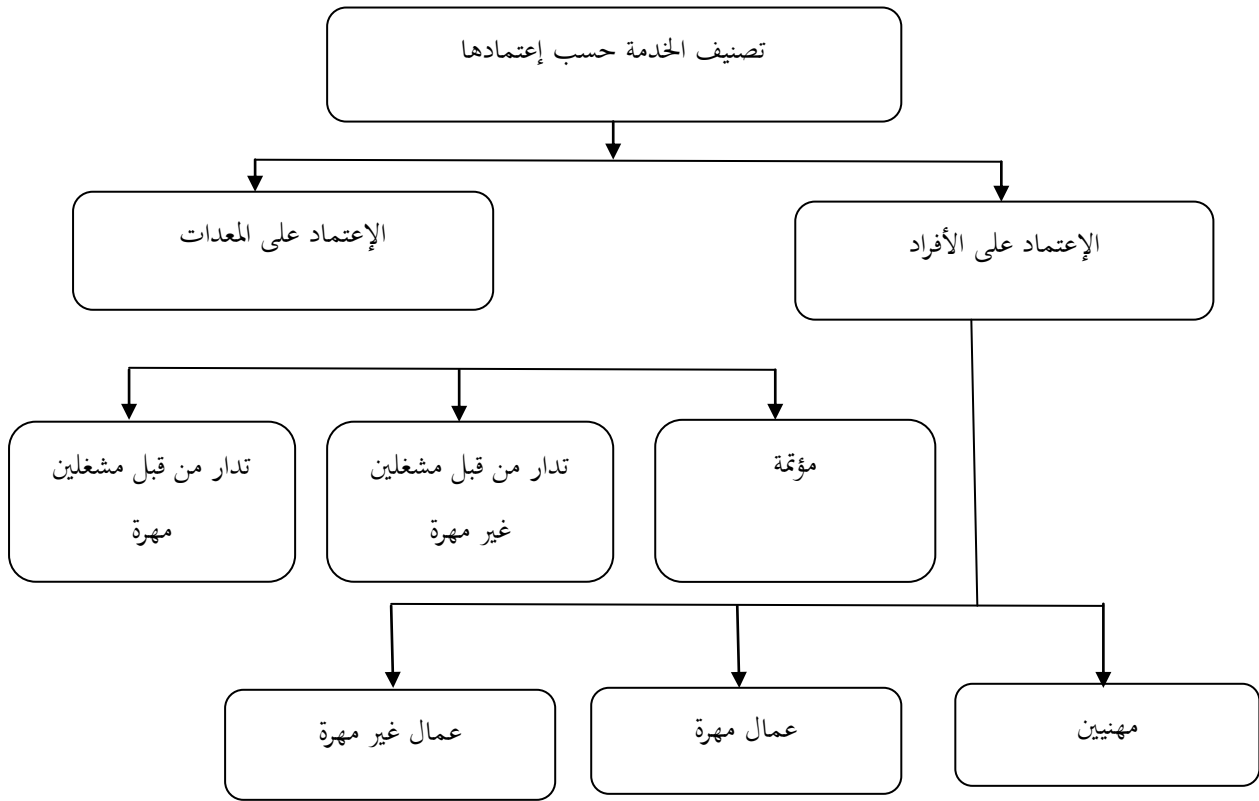 تصنيف الخدمة حسب إعتمادها
الإعتماد على الأفراد
الإعتماد على المعدات
مؤتمة
تدار من قبل مشغلين
غير مهرة
تدار من قبل مشغلين
مهرة
مهنيين
عمال مهرة
عمال غير مهرة